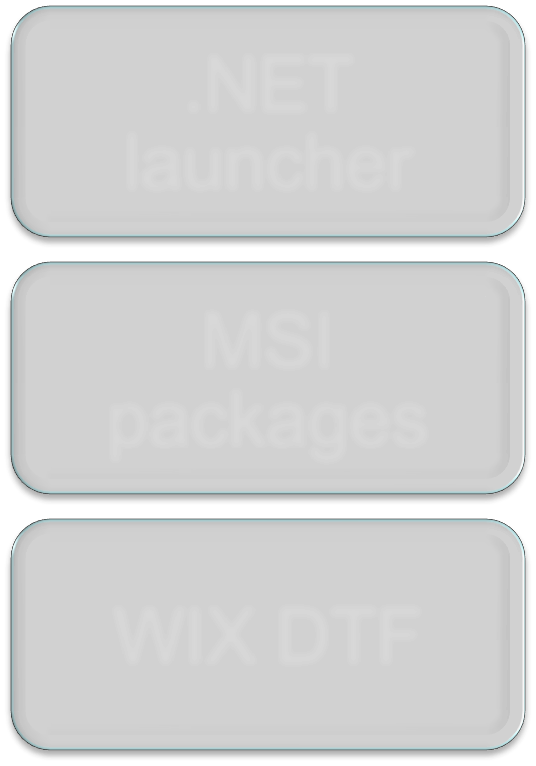 .NET
launcher
MSI
packages
WIX DTF